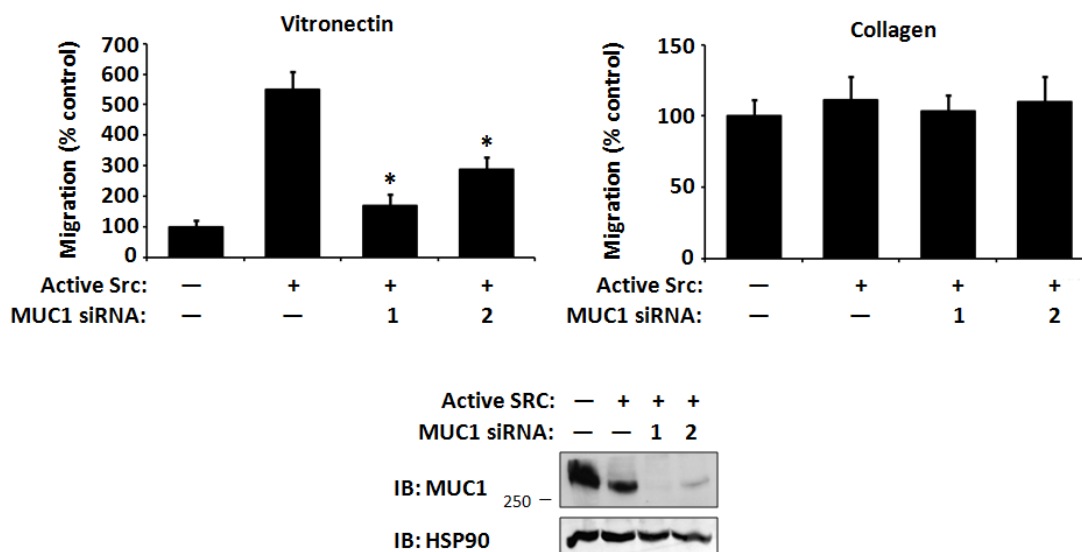 Vitronectin
Migration (% control)
700
600
500
400
300
200
100
0
*
*
Active Src: — + + +
MUC1 siRNA: — — 1 2
Collagen
Migration (% control)
150
100
50
0
Active Src: — + + +
MUC1 siRNA: — — 1 2
Active SRC: — + + +
MUC1 siRNA: — — 1 2
IB: MUC1
250 —
IB: HSP90